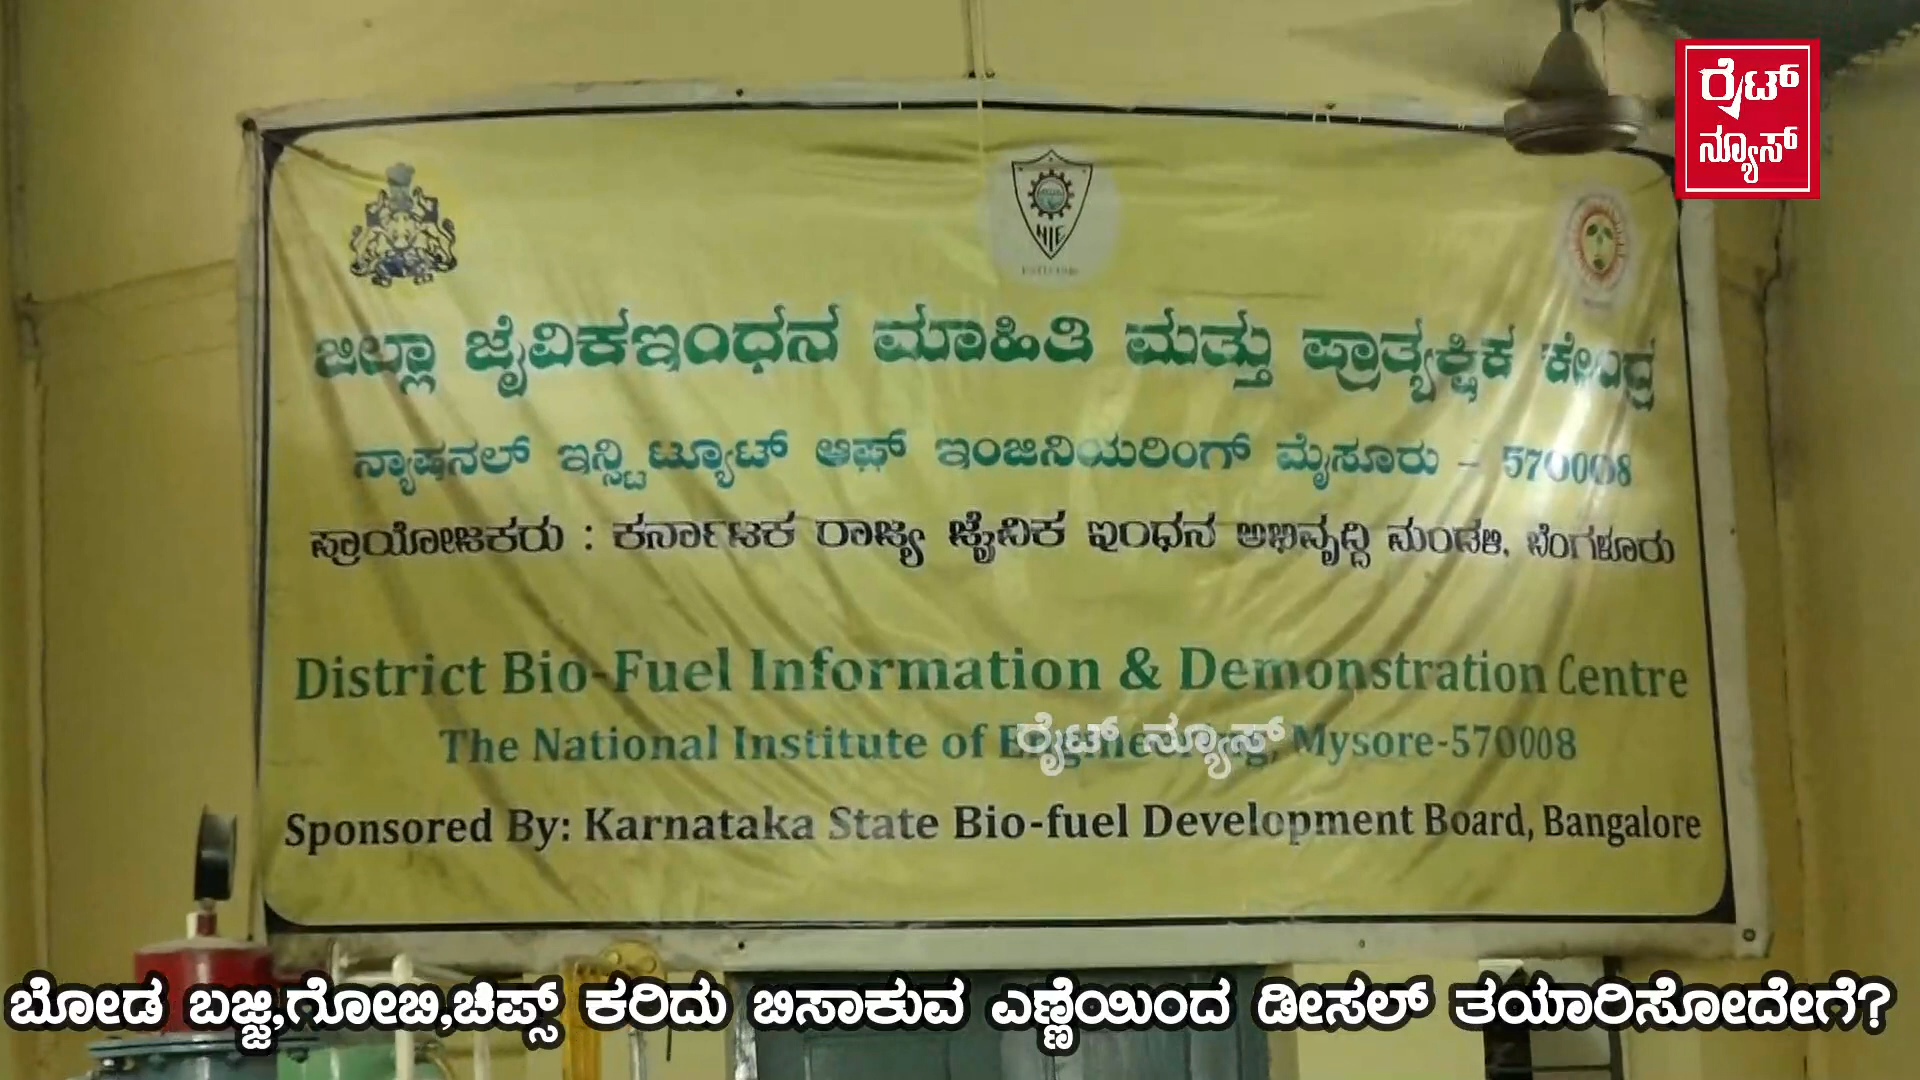 ರೈಟ್
ನ್ಯೂಸ್
NIE
ಜಿಲ್ಲಾ ಜೈವಿಕಇಂಧನ ಮಾಹಿತಿ ಮತ್ತು ಪ್ರಾತ್ಯಕ್ಷಿಕ ಕೇಂದ್ರ
ನ್ಯಾಷನಲ್ ಇನ್ಸ್ಟಿಟ್ಯೂಟ್ ಆಫ್ ಇಂಜಿನಿಯರಿಂಗ್ ಮೈಸೂರು – 570008
ಪ್ರಾಯೋಜಕರು : ಕರ್ನಾಟಕ ರಾಜ್ಯ ಜೈವಿಕ ಇಂಧನ ಅಭಿವೃದ್ಧಿ ಮಂಡಳಿ, ಬೆಂಗಳೂರು
District Bio-Fuel Information & Demonstration Centre
The National Institute of Engineering, Mysore-570008
ರೈಟ್ ನ್ಯೂಸ್
Sponsored By: Karnataka State Bio-fuel Development Board, Bangalore
ಬೋಡ ಬಜ್ಜಿ,ಗೋಬಿ,ಚಿಪ್ಸ್ ಕರಿದು ಬಿಸಾಕುವ ಎಣ್ಣೆಯಿಂದ ಡೀಸಲ್ ತಯಾರಿಸೋದೇಗೆ?